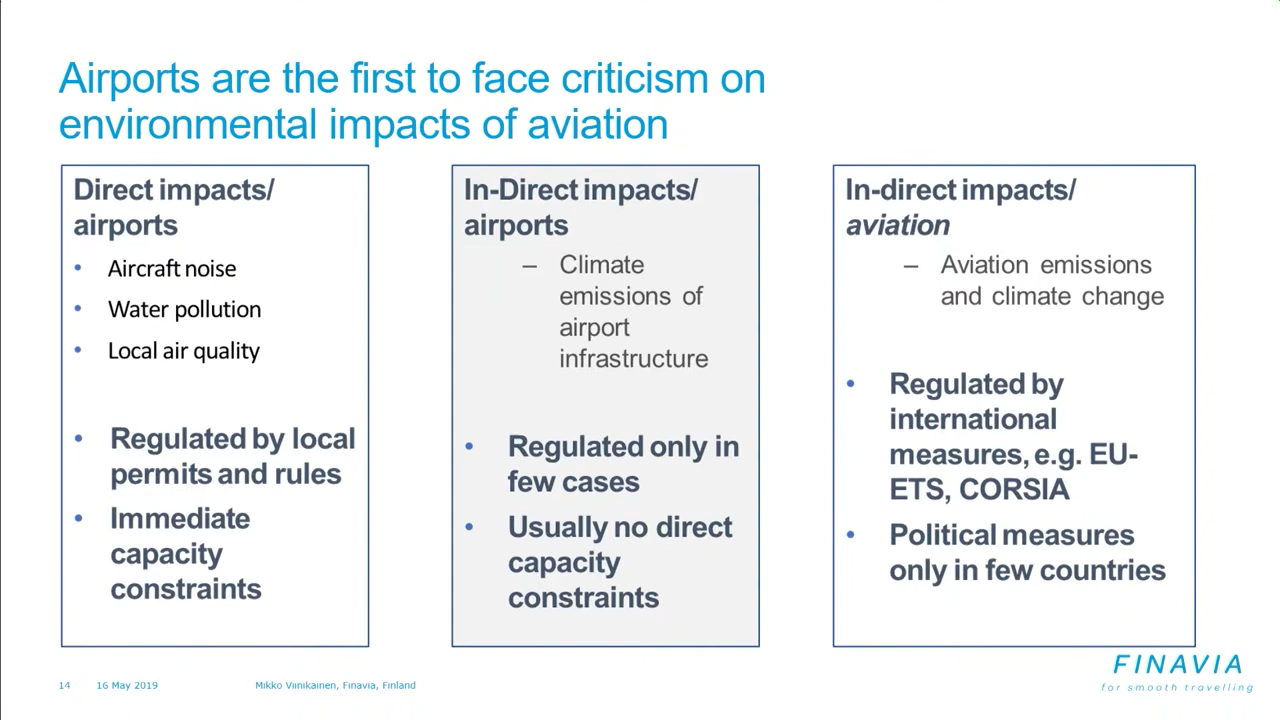 Airports are the first to face criticism on
environmental impacts of aviation
Direct impacts/
airports
• Aircraft noise
• Water pollution
• Local air quality
• Regulated by local
permits and rules
• Immediate
capacity
constraints
In-Direct impacts/
airports
– Climate
emissions of
airport
infrastructure
• Regulated only in
few cases
• Usually no direct
capacity
constraints
In-direct impacts/
aviation
– Aviation emissions
and climate change
• Regulated by
international
measures, e.g. EU-
ETS, CORSIA
• Political measures
only in few countries
14 16 May 2019 Mikko Viinikainen, Finavia, Finland
FINAVIA
for smooth travelling